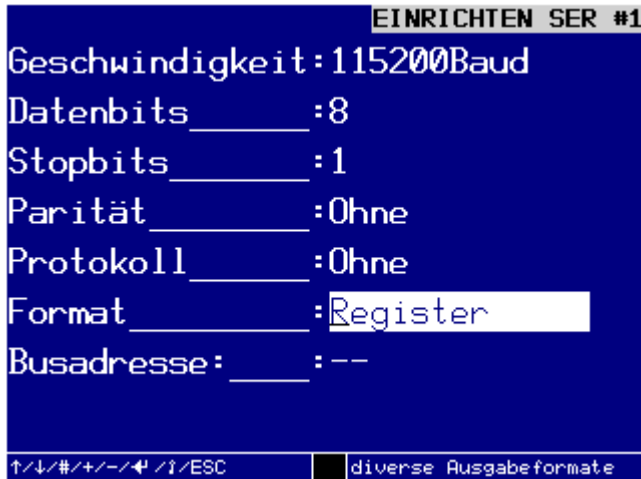 EINRICHTEN SER #1
Geschwindigkeit:115200Baud
Datenbits______:8
Stopbits_______:1
Parität________:Ohne
Protokoll______:Ohne
Format_________:Register
Busadresse:____:--
↑/↓/#/+/-/↵/⇧/ESC diverse Ausgabeformate